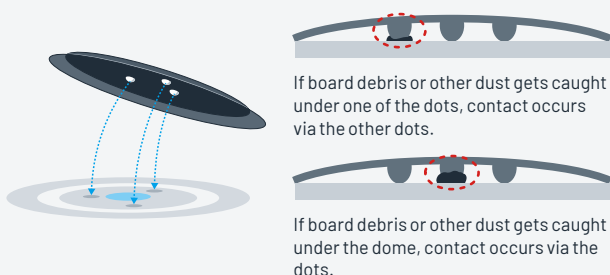 If board debris or other dust gets caught
under one of the dots, contact occurs
via the other dots.
If board debris or other dust gets caught
under the dome, contact occurs via the
dots.